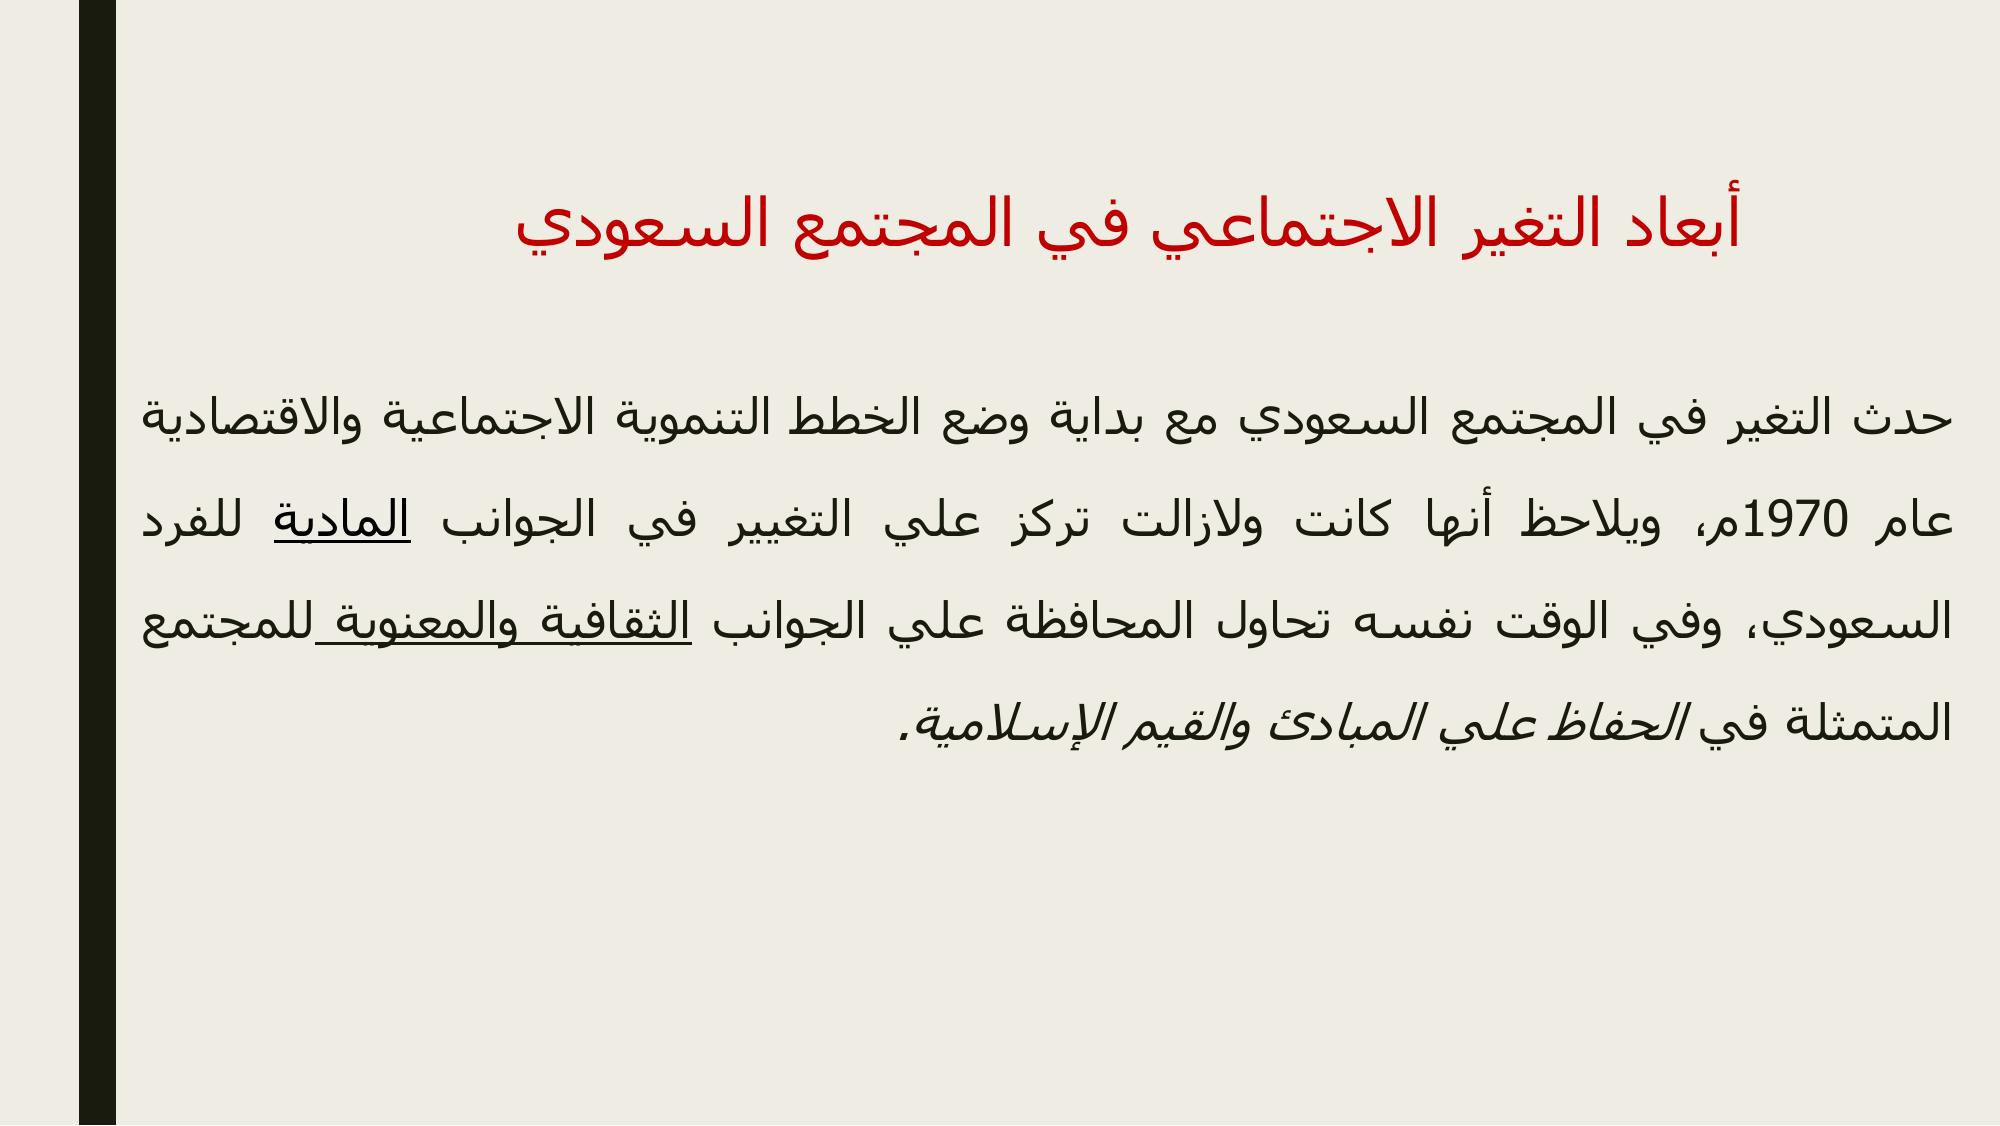 أبعاد التغير الاجتماعي في المجتمع السعودي
حدث التغير في المجتمع السعودي مع بداية وضع الخطط التنموية الاجتماعية والاقتصادية
عام 1970م، ويلاحظ أنها كانت ولازالت تركز علي التغيير في الجوانب المادية للفرد
السعودي، وفي الوقت نفسه تحاول المحافظة علي الجوانب الثقافية والمعنوية للمجتمع
المتمثلة في الحفاظ علي المبادئ والقيم الإسلامية.